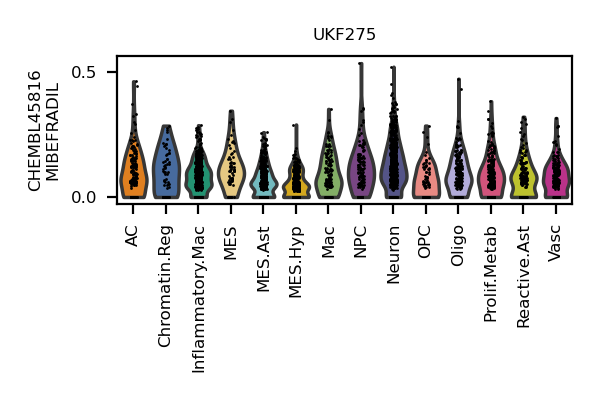 UKF275
CHEMBL45816
MIBEFRADIL
0.5
0.0
AC
Chromatin.Reg
Inflammatory.Mac
MES
MES.Ast
MES.Hyp
Mac
NPC
Neuron
OPC
Oligo
Prolif.Metab
Reactive.Ast
Vasc